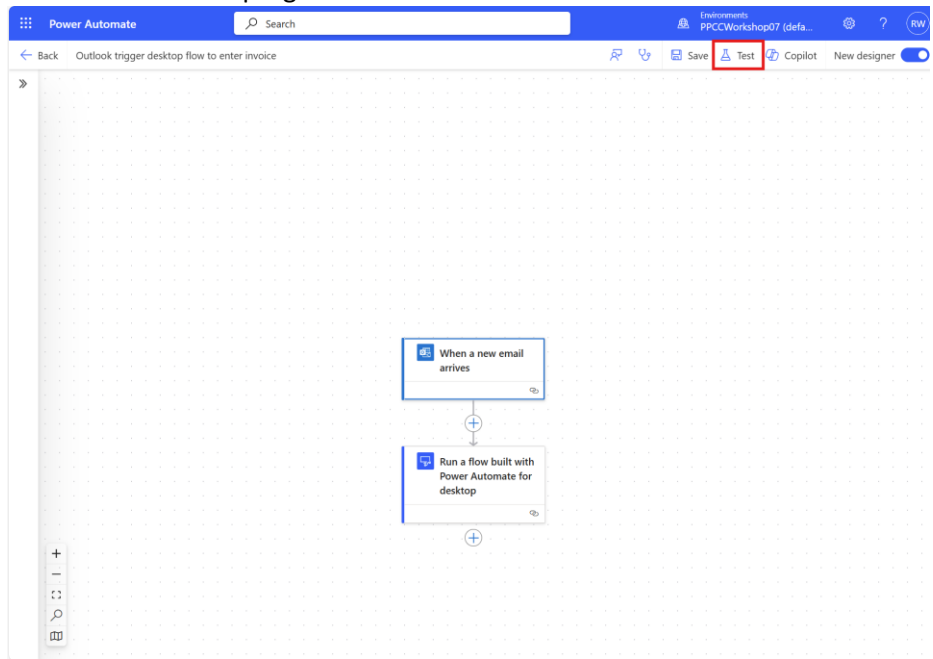 Power Automate
Search
Environments
PPCCWorkshop07 (defa...
?
RW
Back
Outlook trigger desktop flow to enter invoice
Save
Test
Copilot
New designer
When a new email
arrives
Run a flow built with
Power Automate for
desktop